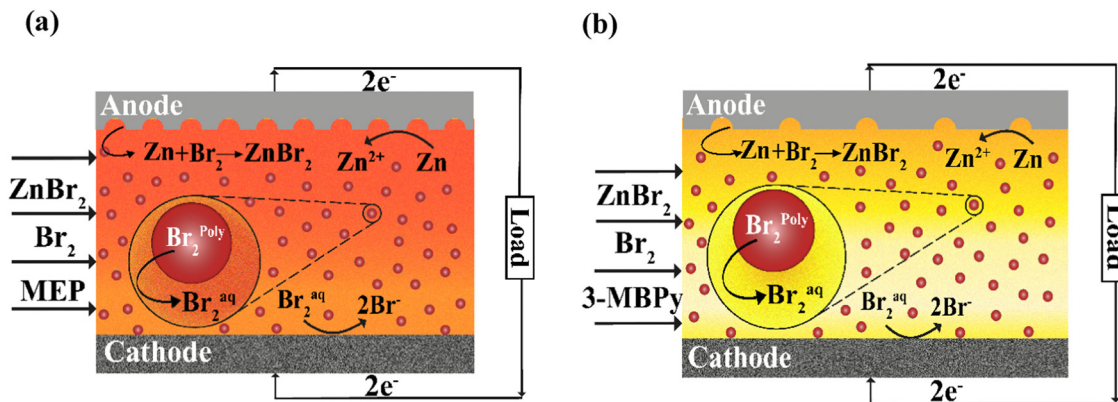 (a)
2e⁻
Anode
Zn+Br₂→ZnBr₂
Zn²⁺
Zn
ZnBr₂
Br₂
MEP
Br₂ᴾᵒˡʸ
Br₂ᵃq
Br₂ᵃq
2Br⁻
Load
Cathode
2e⁻
(b)
2e⁻
Anode
Zn+Br₂→ZnBr₂
Zn²⁺
Zn
ZnBr₂
Br₂
3-MBPy
Br₂ᴾᵒˡʸ
Br₂ᵃq
Br₂ᵃq
2Br⁻
Load
Cathode
2e⁻